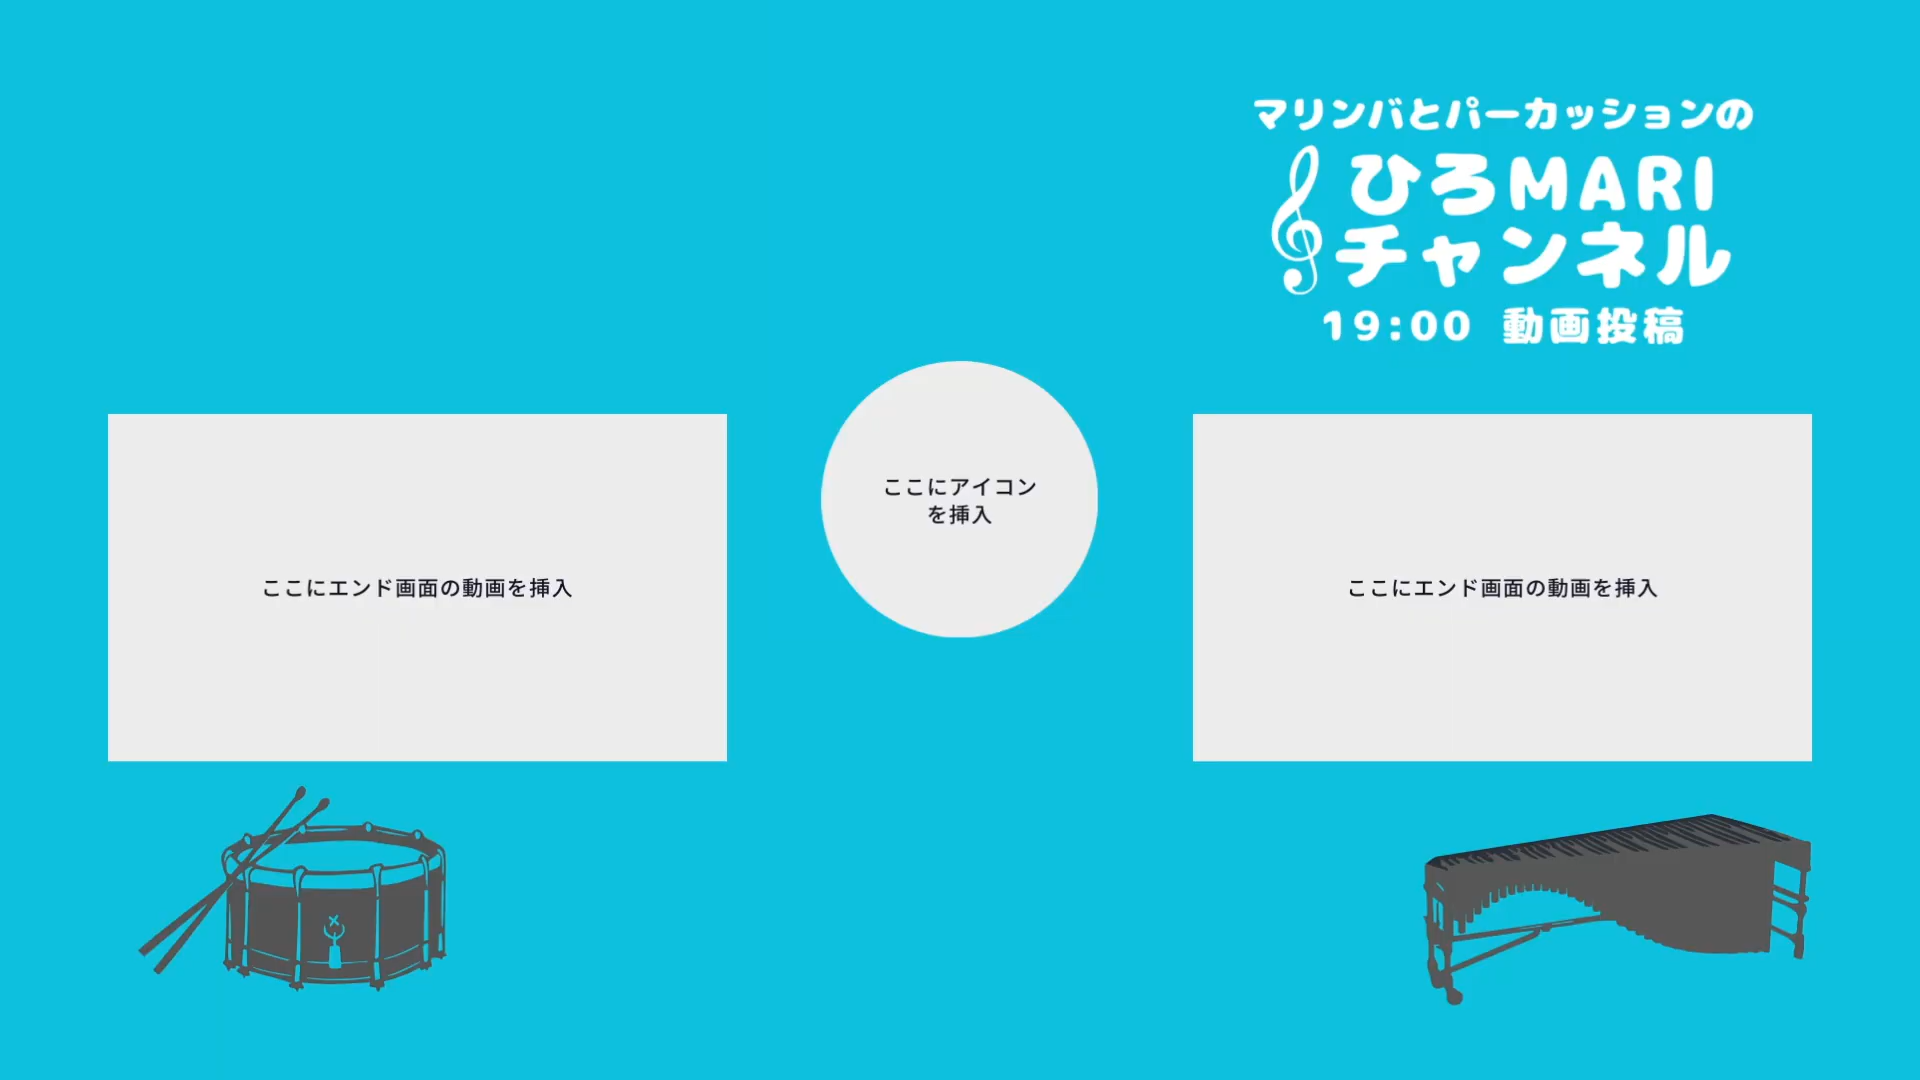 マリンバとパーカッションの
ひろMARI
チャンネル
19:00 動画投稿
ここにアイコン
を挿入
ここにエンド画面の動画を挿入
ここにエンド画面の動画を挿入